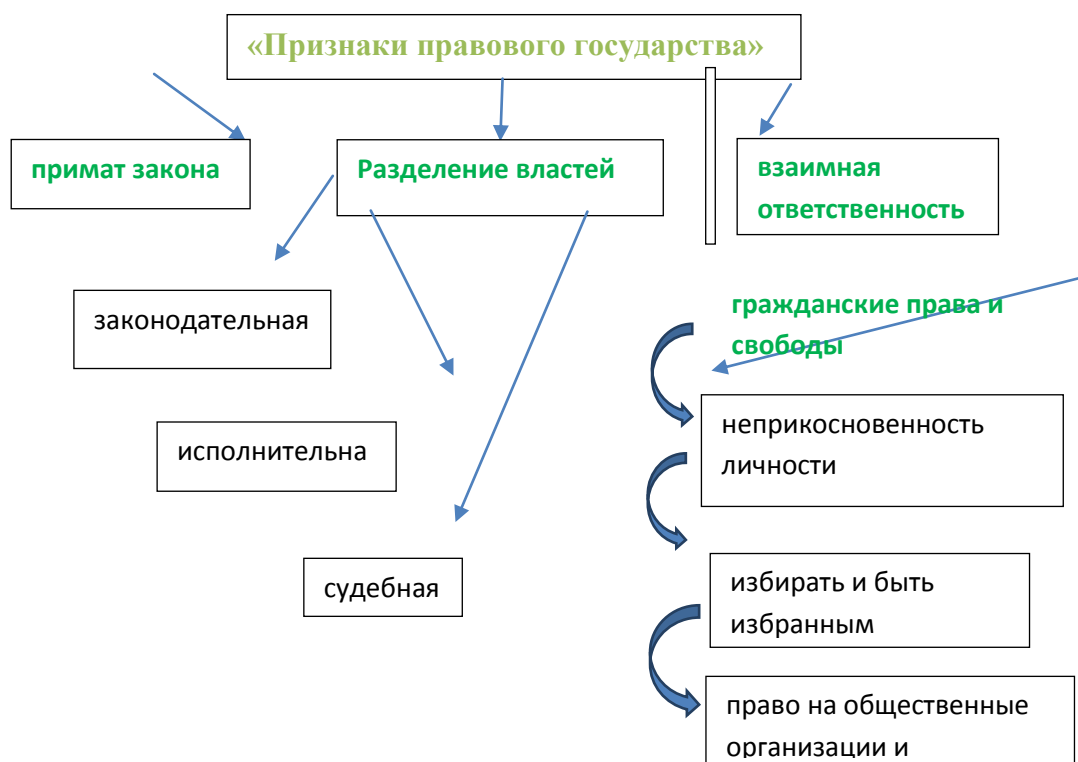 «Признаки правового государства»
примат закона
Разделение властей
взаимная
ответственность
законодательная
исполнительна
судебная
гражданские права и
свободы
неприкосновенность
личности
избирать и быть
избранным
право на общественные
организации и